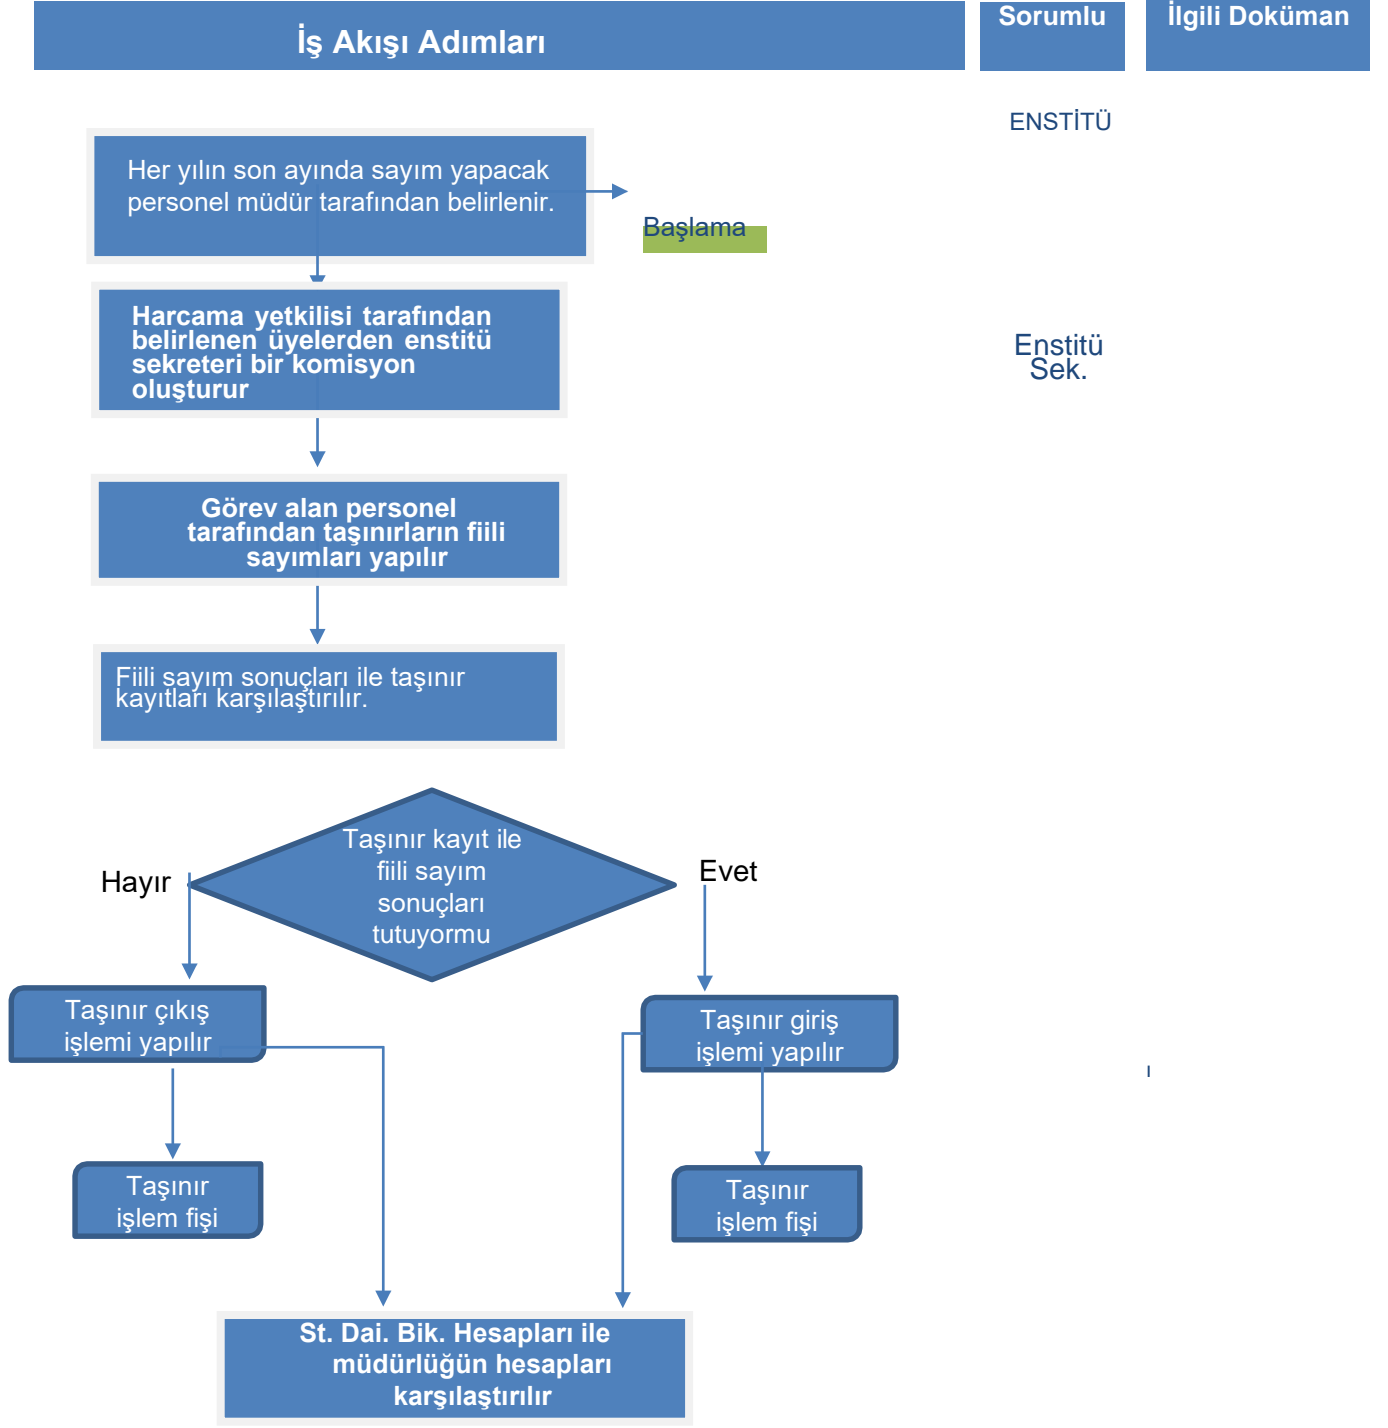 İş Akışı Adımları
Sorumlu
İlgili Doküman
ENSTİTÜ
Her yılın son ayında sayım yapacak
personel müdür tarafından belirlenir.
Başlama
Harcama yetkilisi tarafından
belirlenen üyelerden enstitü
sekreteri bir komisyon
oluşturur
Enstitü
Sek.
Görev alan personel
tarafından taşınırların fiili
sayımları yapılır
Fiili sayım sonuçları ile taşınır
kayıtları karşılaştırılır.
Taşınır kayıt ile
fiili sayım
sonuçları
tutuyormu
Hayır
Evet
Taşınır çıkış
işlemi yapılır
Taşınır giriş
işlemi yapılır
ı
Taşınır
işlem fişi
Taşınır
işlem fişi
St. Dai. Bik. Hesapları ile
müdürlüğün hesapları
karşılaştırılır